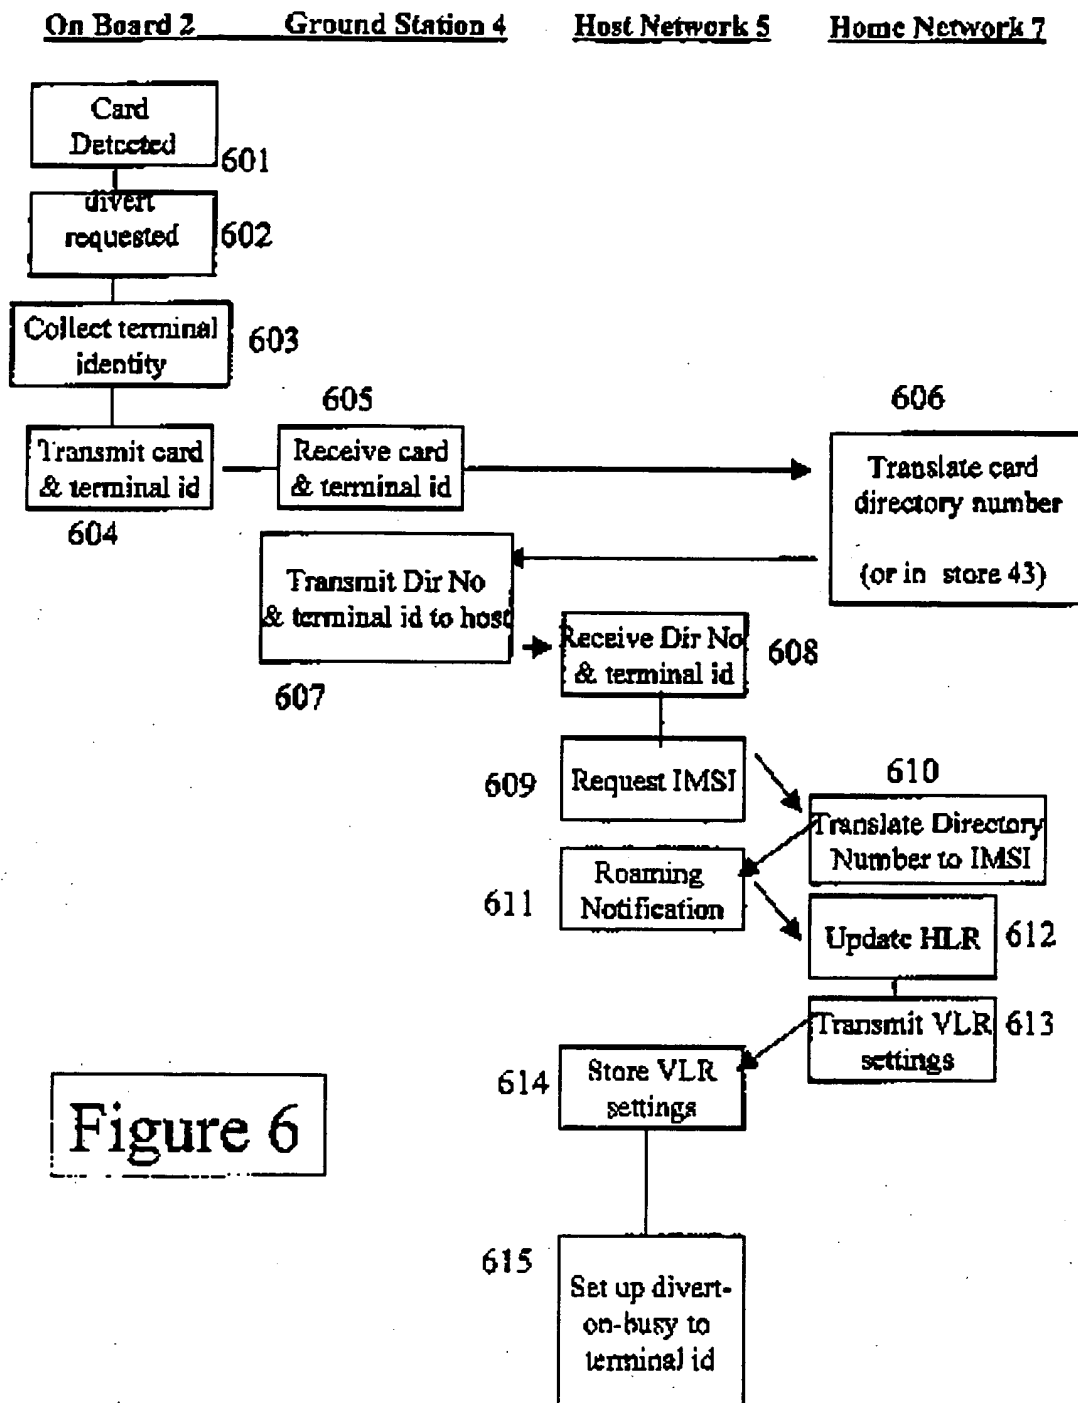 On Board 2 Ground Station 4 Host Network 5 Home Network 7
Card
Detected
601
divert
requested
602
Collect terminal
identity
603
605
606
Transmit card
& terminal id
604
Receive card
& terminal id
Translate card
directory number
(or in store 43)
Transmit Dir No
& terminal id to host
607
Receive Dir No
& terminal id
608
609
Request IMSI
610
Translate Directory
Number to IMSI
611
Roaming
Notification
Update HLR
612
Transmit VLR
settings
613
614
Store VLR
settings
Figure 6
615
Set up divert-
on-busy to
terminal id